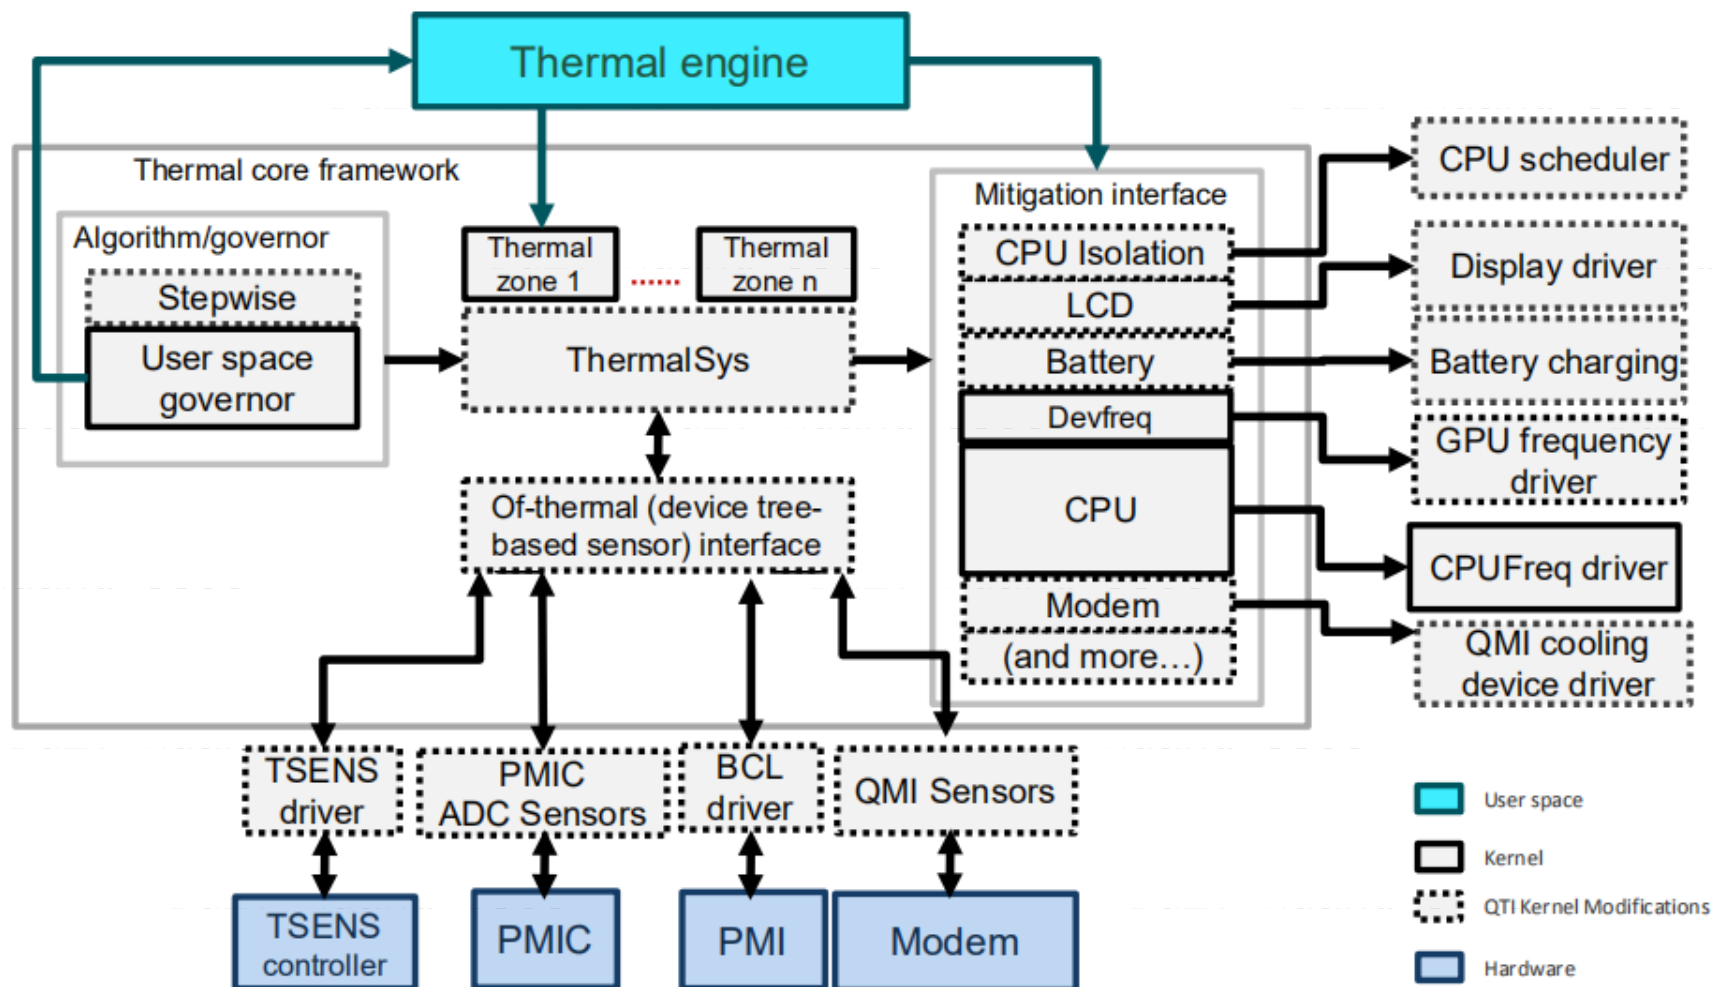 Thermal engine
Thermal core framework
Algorithm/governor
Stepwise
User space
governor
Thermal
zone 1
Thermal
zone n
ThermalSys
Of-thermal (device tree-
based sensor) interface
Mitigation interface
CPU Isolation
LCD
Battery
Devfreq
CPU
Modem
(and more...)
CPU scheduler
Display driver
Battery charging
GPU frequency
driver
CPUFreq driver
QMI cooling
device driver
TSENS
driver
PMIC
ADC Sensors
BCL
driver
QMI Sensors
TSENS
controller
PMIC
PMI
Modem
User space
Kernel
QTI Kernel Modifications
Hardware